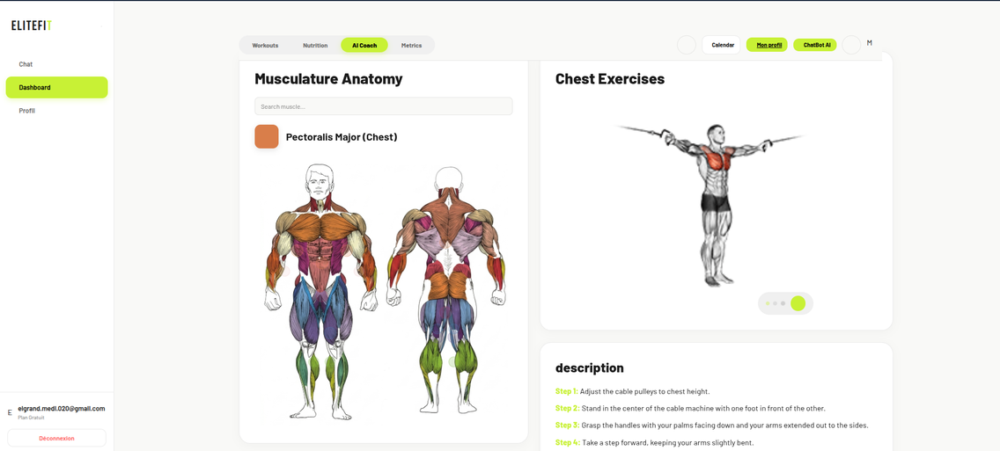 ELITEFIT
Chat
Dashboard
Profil
E
elgrand.medi.020@gmail.com
Plan Gratuit
Déconnexion
Workouts
Nutrition
AI Coach
Metrics
Calendar
Mon profil
ChatBot AI
M
Musculature Anatomy
Search muscle...
Pectoralis Major (Chest)
Chest Exercises
description
Step 1: Adjust the cable pulleys to chest height.
Step 2: Stand in the center of the cable machine with one foot in front of the other.
Step 3: Grasp the handles with your palms facing down and your arms extended out to the sides.
Step 4: Take a step forward, keeping your arms slightly bent.